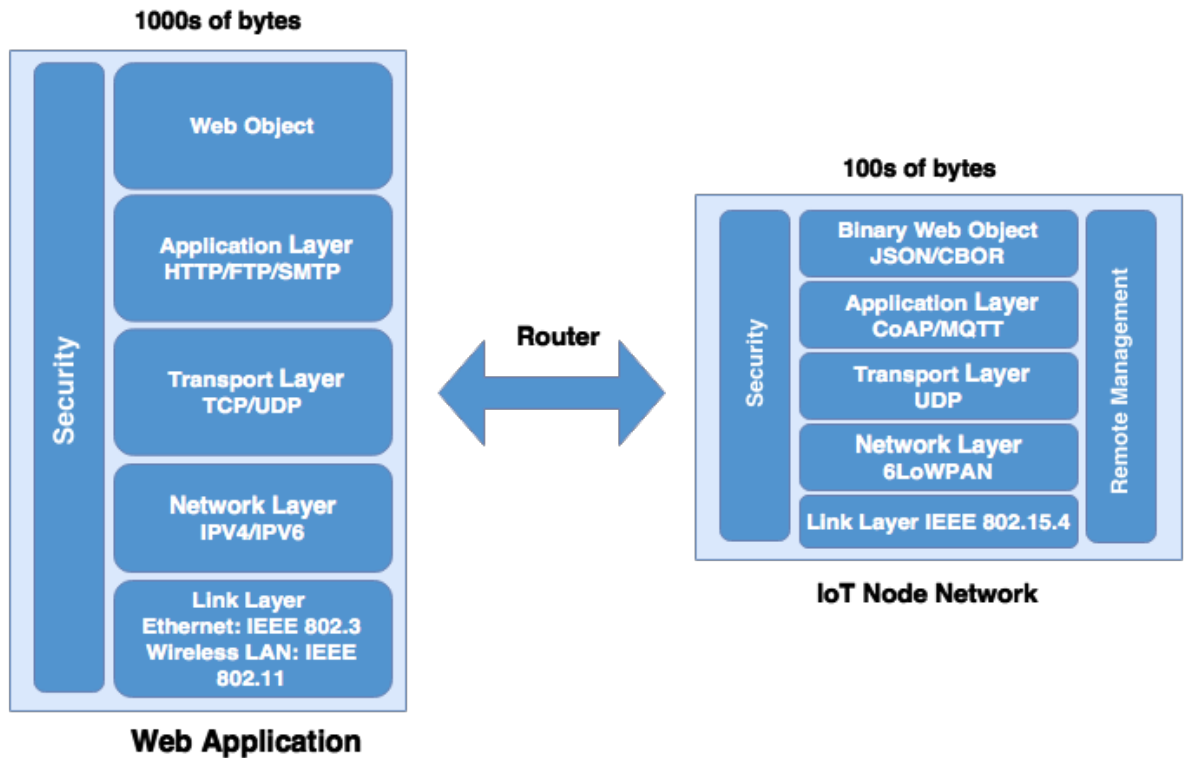 1000s of bytes
Security
Web Object
Application Layer
HTTP/FTP/SMTP
Transport Layer
TCP/UDP
Network Layer
IPV4/IPV6
Link Layer
Ethernet: IEEE 802.3
Wireless LAN: IEEE
802.11
Web Application
Router
100s of bytes
Security
Binary Web Object
JSON/CBOR
Application Layer
CoAP/MQTT
Transport Layer
UDP
Network Layer
6LoWPAN
Link Layer IEEE 802.15.4
Remote Management
IoT Node Network